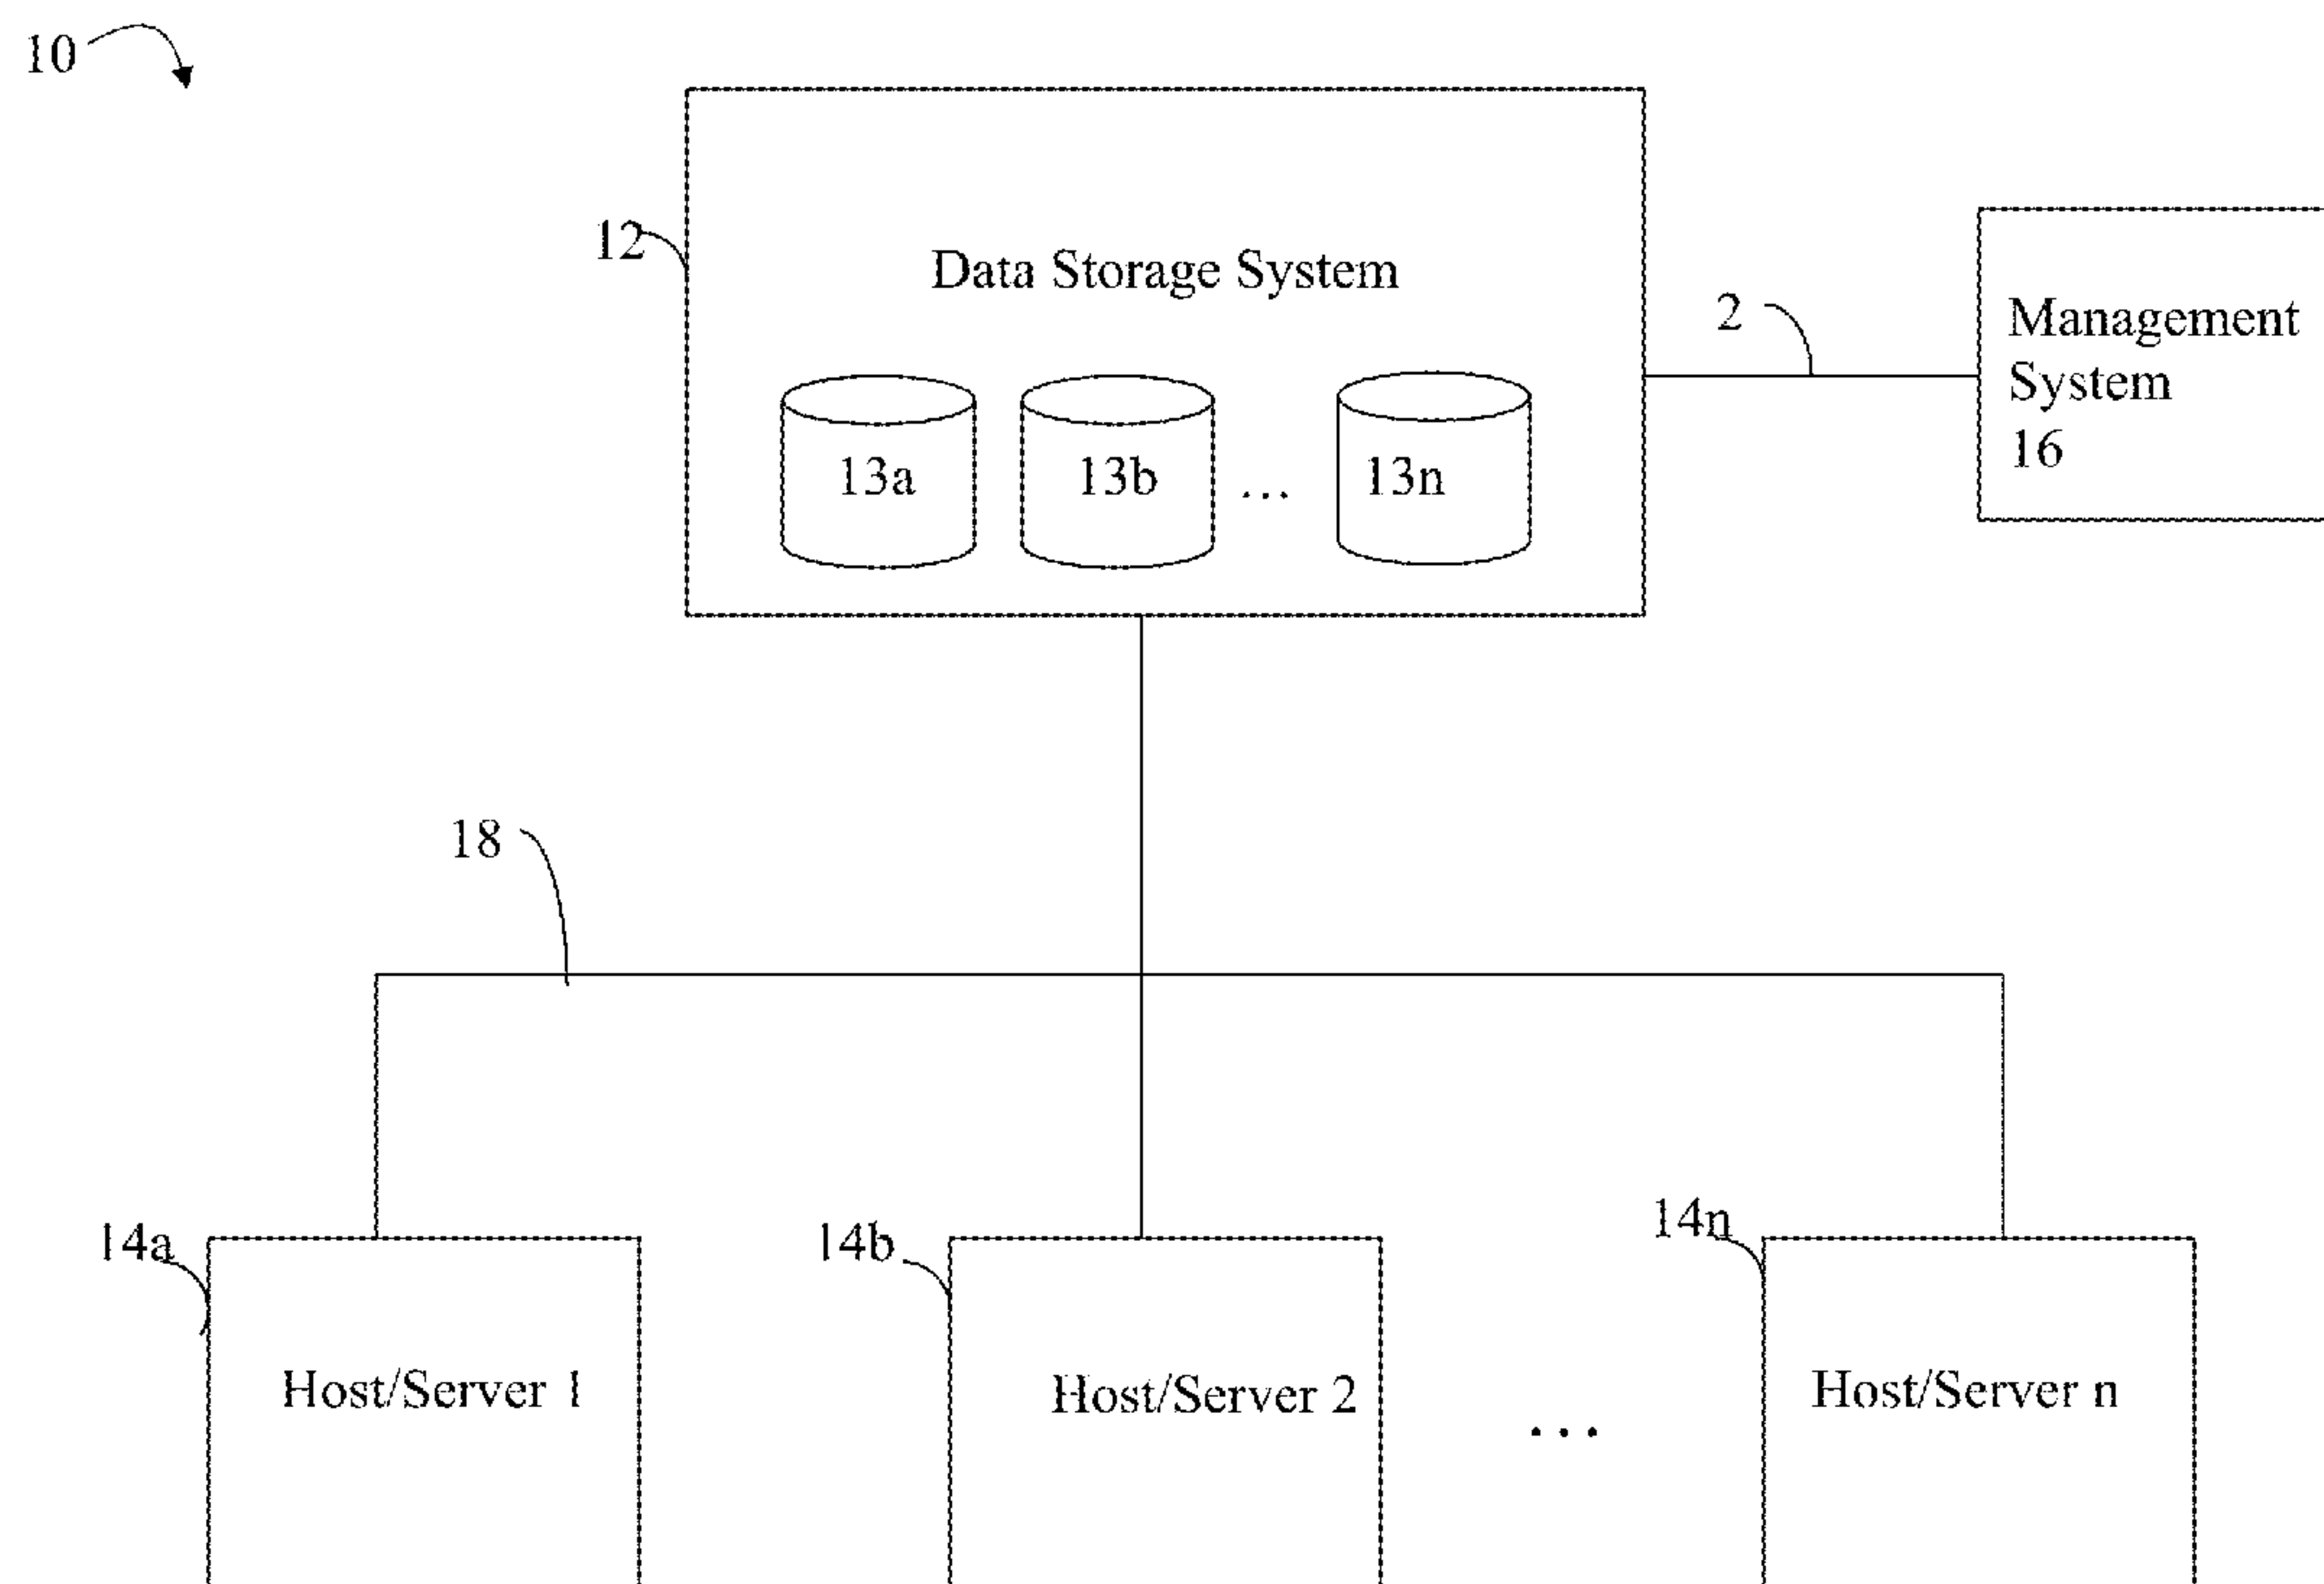 10
12
Data Storage System
2
Management
System
16
13a 13b ... 13n
18
14a
14b
14n
Host/Server 1
Host/Server 2
...
Host/Server n